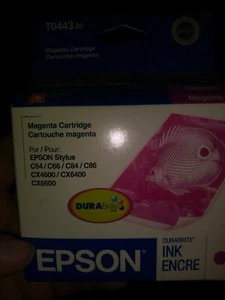 T0443 20
Magenta
Magenta Cartridge
Cartouche magenta
For / Pour:
EPSON Stylus
C64 / C66 / C84 / C86
CX4600 / CX6400
CX6600
DURABrite
DURABRITE
EPSON
INK
ENCRE